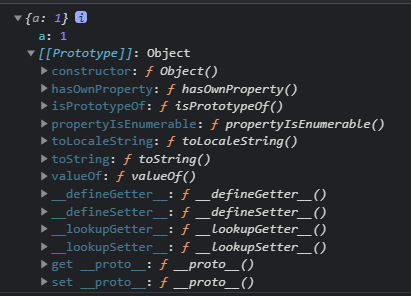 ▼ {a: 1} i
a: 1
▼ [[Prototype]]: Object
▶ constructor: ƒ Object()
▶ hasOwnProperty: ƒ hasOwnProperty()
▶ isPrototypeOf: ƒ isPrototypeOf()
▶ propertyIsEnumerable: ƒ propertyIsEnumerable()
▶ toLocaleString: ƒ toLocaleString()
▶ toString: ƒ toString()
▶ valueOf: ƒ valueOf()
▶ __defineGetter__: ƒ __defineGetter__()
▶ __defineSetter__: ƒ __defineSetter__()
▶ __lookupGetter__: ƒ __lookupGetter__()
▶ __lookupSetter__: ƒ __lookupSetter__()
▶ get __proto__: ƒ __proto__()
▶ set __proto__: ƒ __proto__()